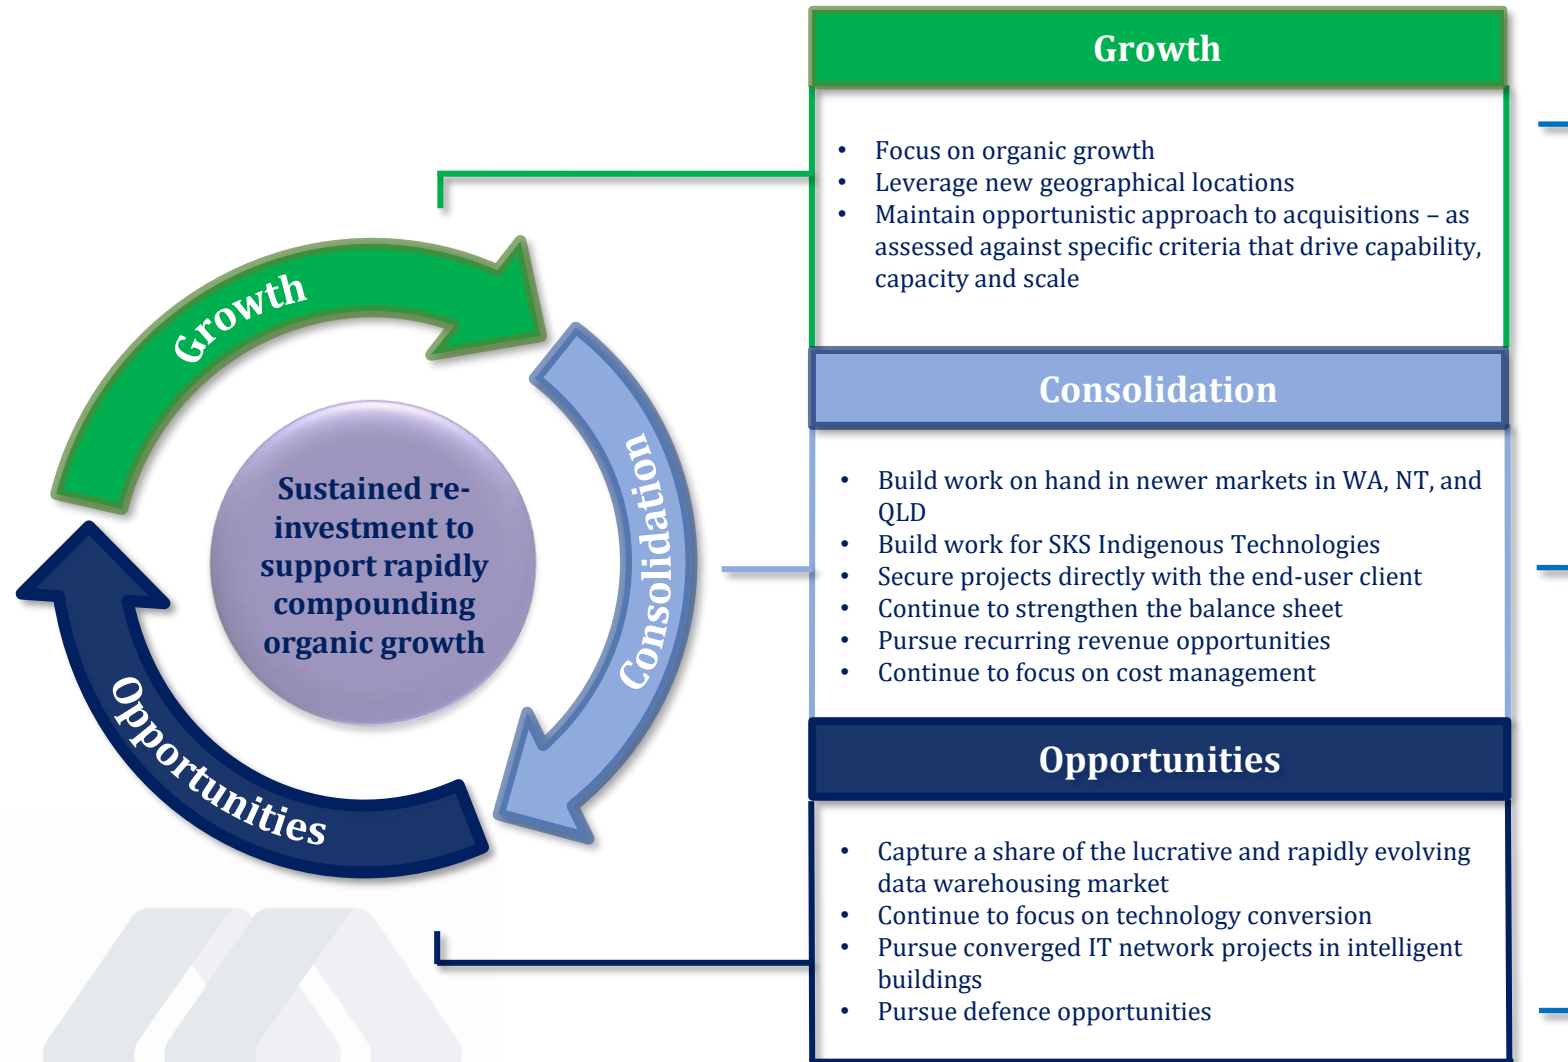 Growth
Consolidation
Opportunities
Sustained re-
investment to
support rapidly
compounding
organic growth
Growth
• Focus on organic growth
• Leverage new geographical locations
• Maintain opportunistic approach to acquisitions – as
assessed against specific criteria that drive capability,
capacity and scale
Consolidation
• Build work on hand in newer markets in WA, NT, and
QLD
• Build work for SKS Indigenous Technologies
• Secure projects directly with the end-user client
• Continue to strengthen the balance sheet
• Pursue recurring revenue opportunities
• Continue to focus on cost management
Opportunities
• Capture a share of the lucrative and rapidly evolving
data warehousing market
• Continue to focus on technology conversion
• Pursue converged IT network projects in intelligent
buildings
• Pursue defence opportunities